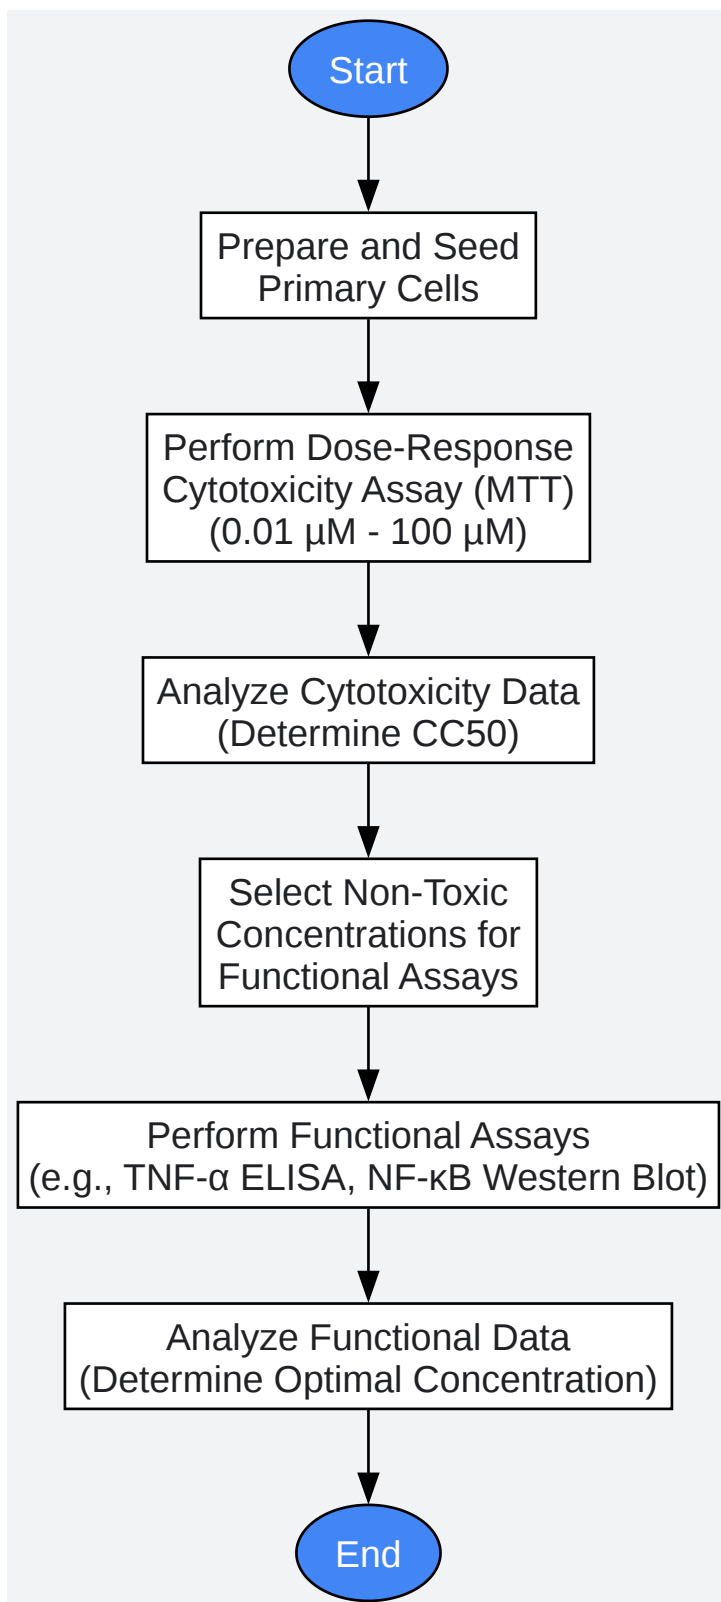 Start
Prepare and Seed
Primary Cells
Perform Dose-Response
Cytotoxicity Assay (MTT)
(0.01 µM - 100 µM)
Analyze Cytotoxicity Data
(Determine CC50)
Select Non-Toxic
Concentrations for
Functional Assays
Perform Functional Assays
(e.g., TNF-α ELISA, NF-κB Western Blot)
Analyze Functional Data
(Determine Optimal Concentration)
End